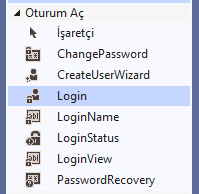 Oturum Aç
İşaretçi
ChangePassword
CreateUserWizard
Login
LoginName
LoginStatus
LoginView
PasswordRecovery